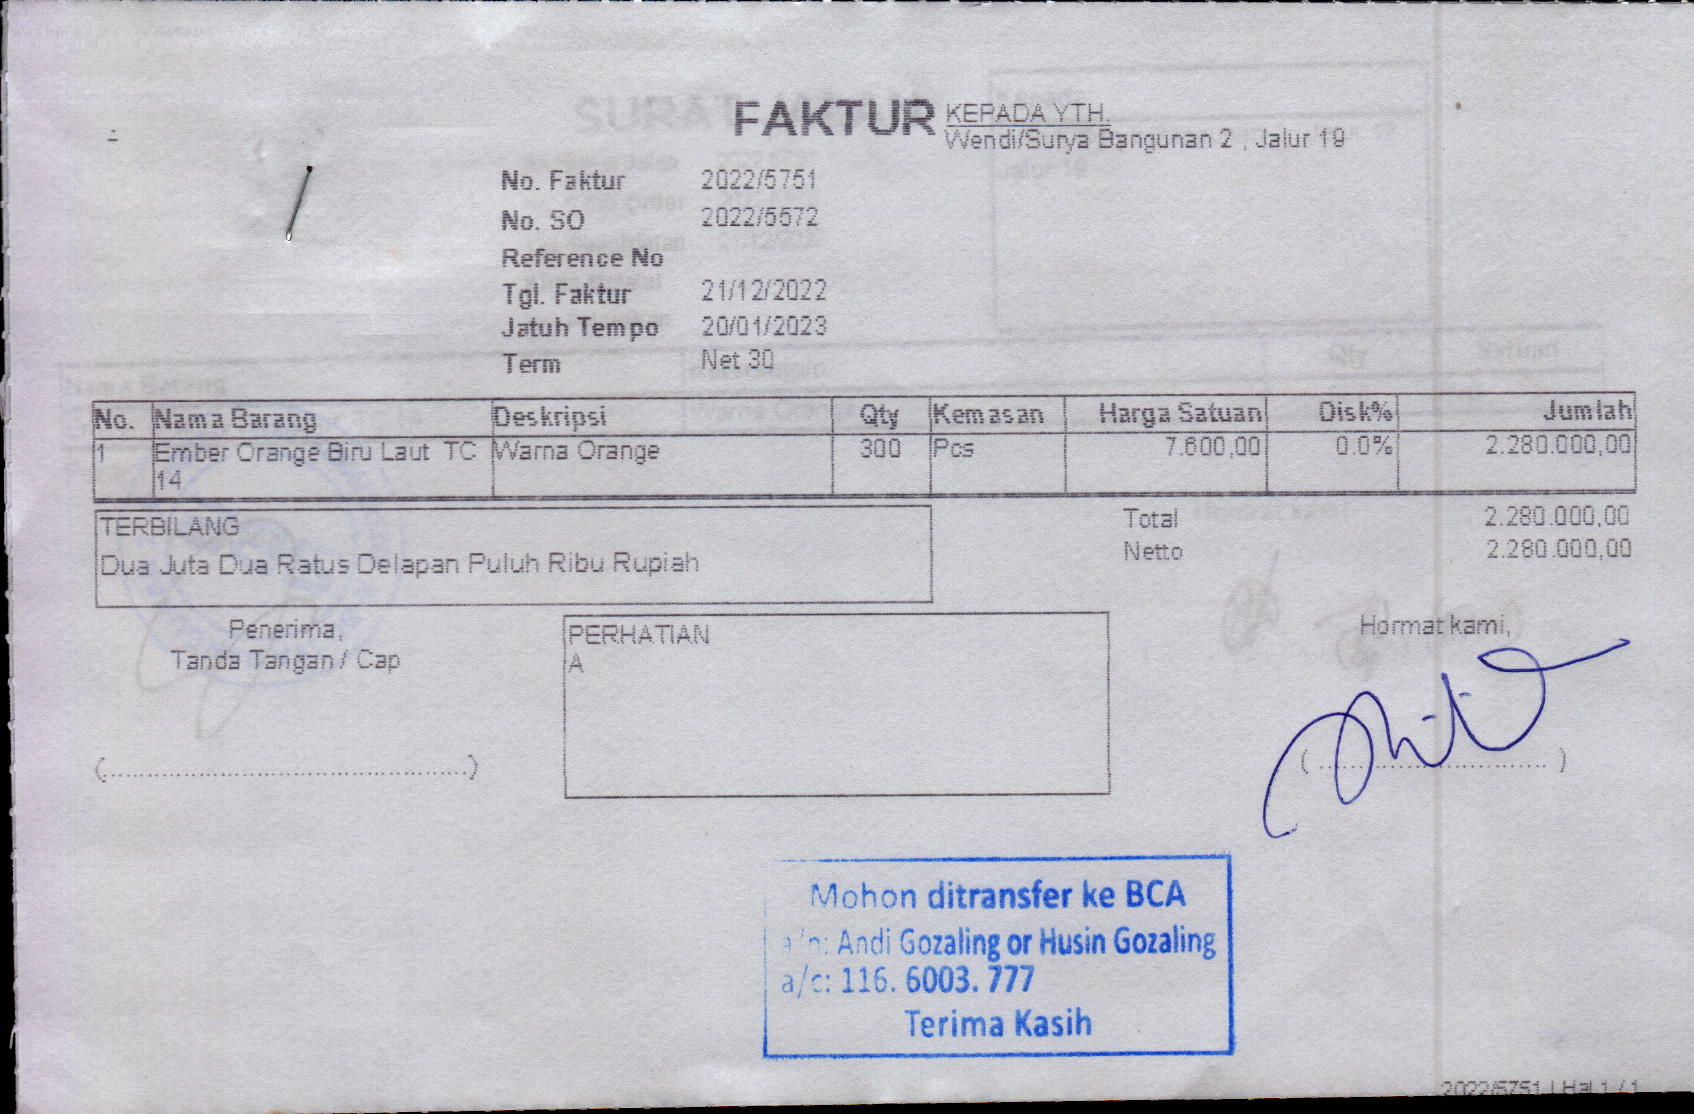 FAKTUR
KEPADA YTH.
Wendi/Surya Bangunan 2 , Jalur 19
No. Faktur 2022/5751
No. SO 2022/5572
Reference No
Tgl. Faktur 21/12/2022
Jatuh Tempo 20/01/2023
Term Net 30
No. Nama Barang Deskripsi Qty Kemasan Harga Satuan Disk% Jumlah
1 Ember Orange Biru Laut TC Warna Orange 300 Pcs 7.600,00 0.0% 2.280.000,00
14
TERBILANG
Dua Juta Dua Ratus Delapan Puluh Ribu Rupiah
Total 2.280.000,00
Netto 2.280.000,00
Penerima,
Tanda Tangan / Cap
PERHATIAN
A
Hormat kami,
Mohon ditransfer ke BCA
a/n: Andi Gozaling or Husin Gozaling
a/c: 116. 6003. 777
Terima Kasih
2022/5751 | Hal 1 / 1